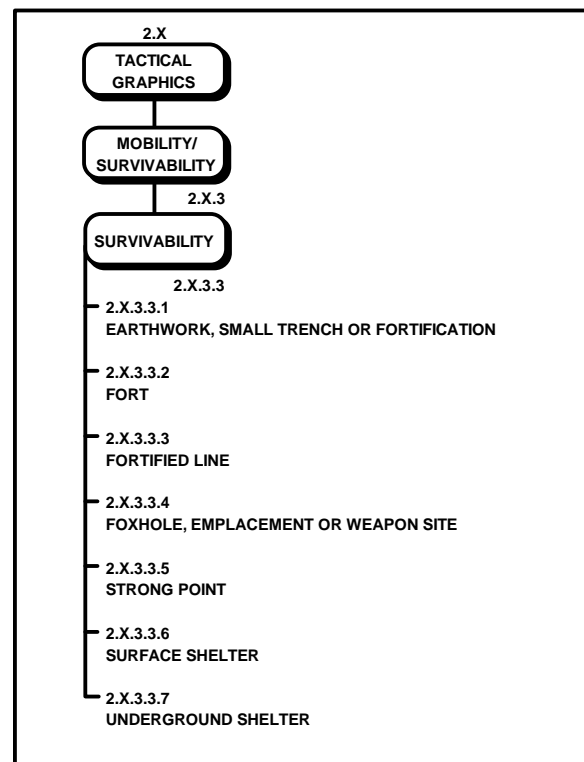 2.X
TACTICAL
GRAPHICS
MOBILITY/
SURVIVABILITY
2.X.3
SURVIVABILITY
2.X.3.3
2.X.3.3.1
EARTHWORK, SMALL TRENCH OR FORTIFICATION
2.X.3.3.2
FORT
2.X.3.3.3
FORTIFIED LINE
2.X.3.3.4
FOXHOLE, EMPLACEMENT OR WEAPON SITE
2.X.3.3.5
STRONG POINT
2.X.3.3.6
SURFACE SHELTER
2.X.3.3.7
UNDERGROUND SHELTER